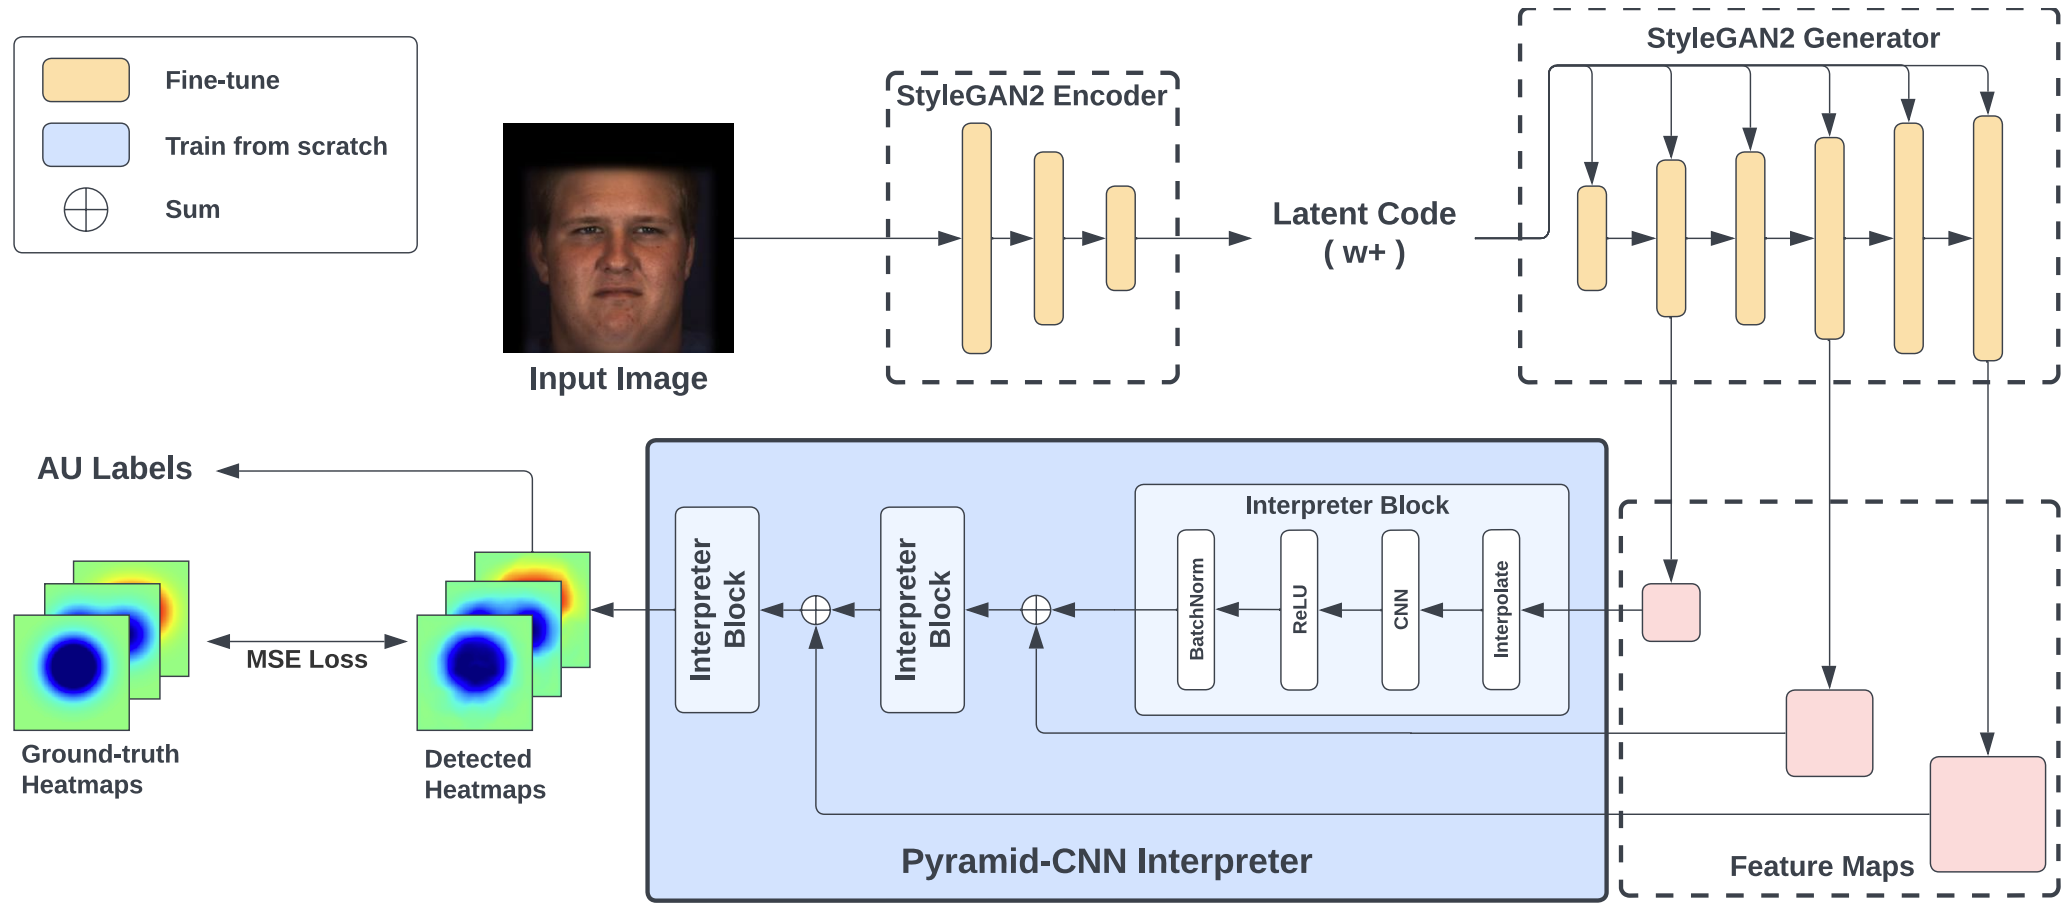 Fine-tune
Train from scratch
Sum
Input Image
StyleGAN2 Encoder
Latent Code
( w+ )
StyleGAN2 Generator
AU Labels
Ground-truth
Heatmaps
MSE Loss
Detected
Heatmaps
Interpreter
Block
Interpreter
Block
Interpreter Block
BatchNorm
ReLU
CNN
Interpolate
Pyramid-CNN Interpreter
Feature Maps